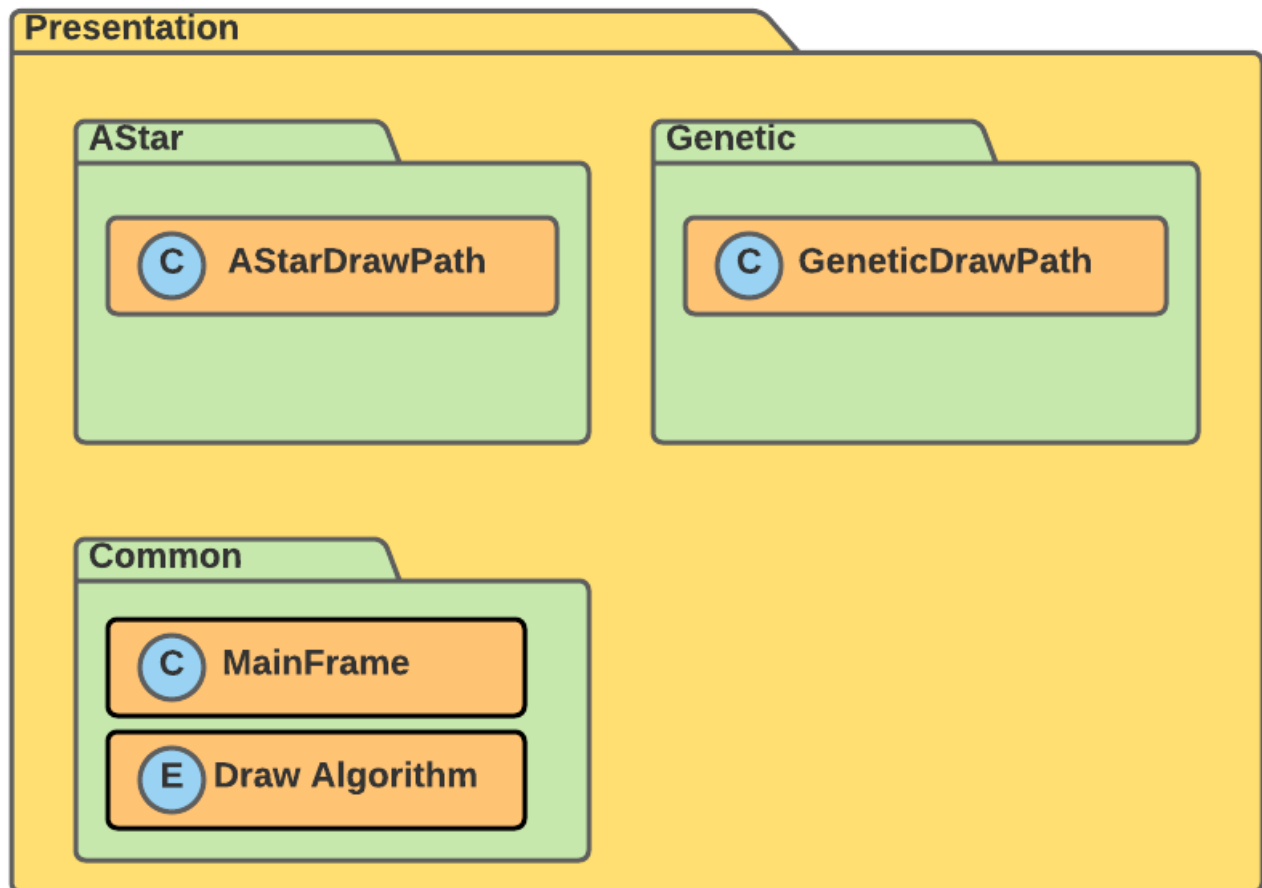 Presentation
AStar
C AStarDrawPath
Genetic
C GeneticDrawPath
Common
C MainFrame
E Draw Algorithm